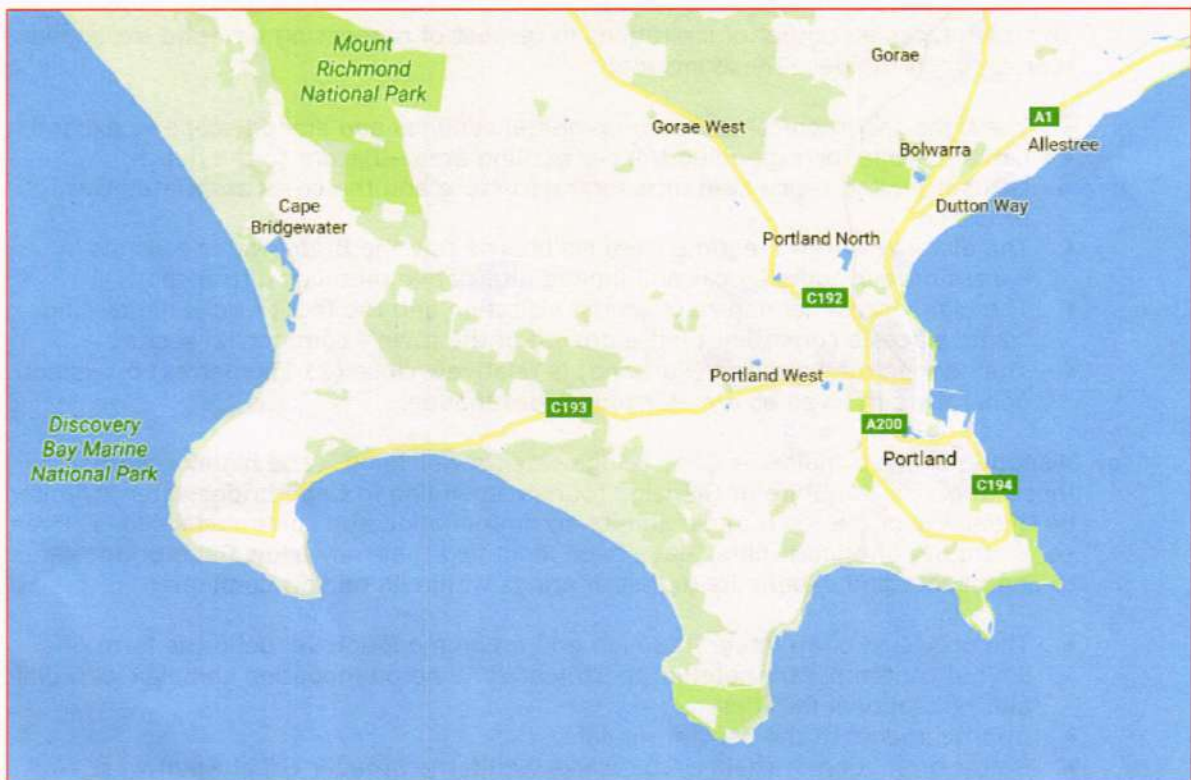 Mount
Richmond
National Park
Gorae
A1
Gorae West
Bolwarra
Allestree
Cape
Bridgewater
Dutton Way
Portland North
C192
Portland West
C193
Discovery
Bay Marine
National Park
A200
Portland
C194